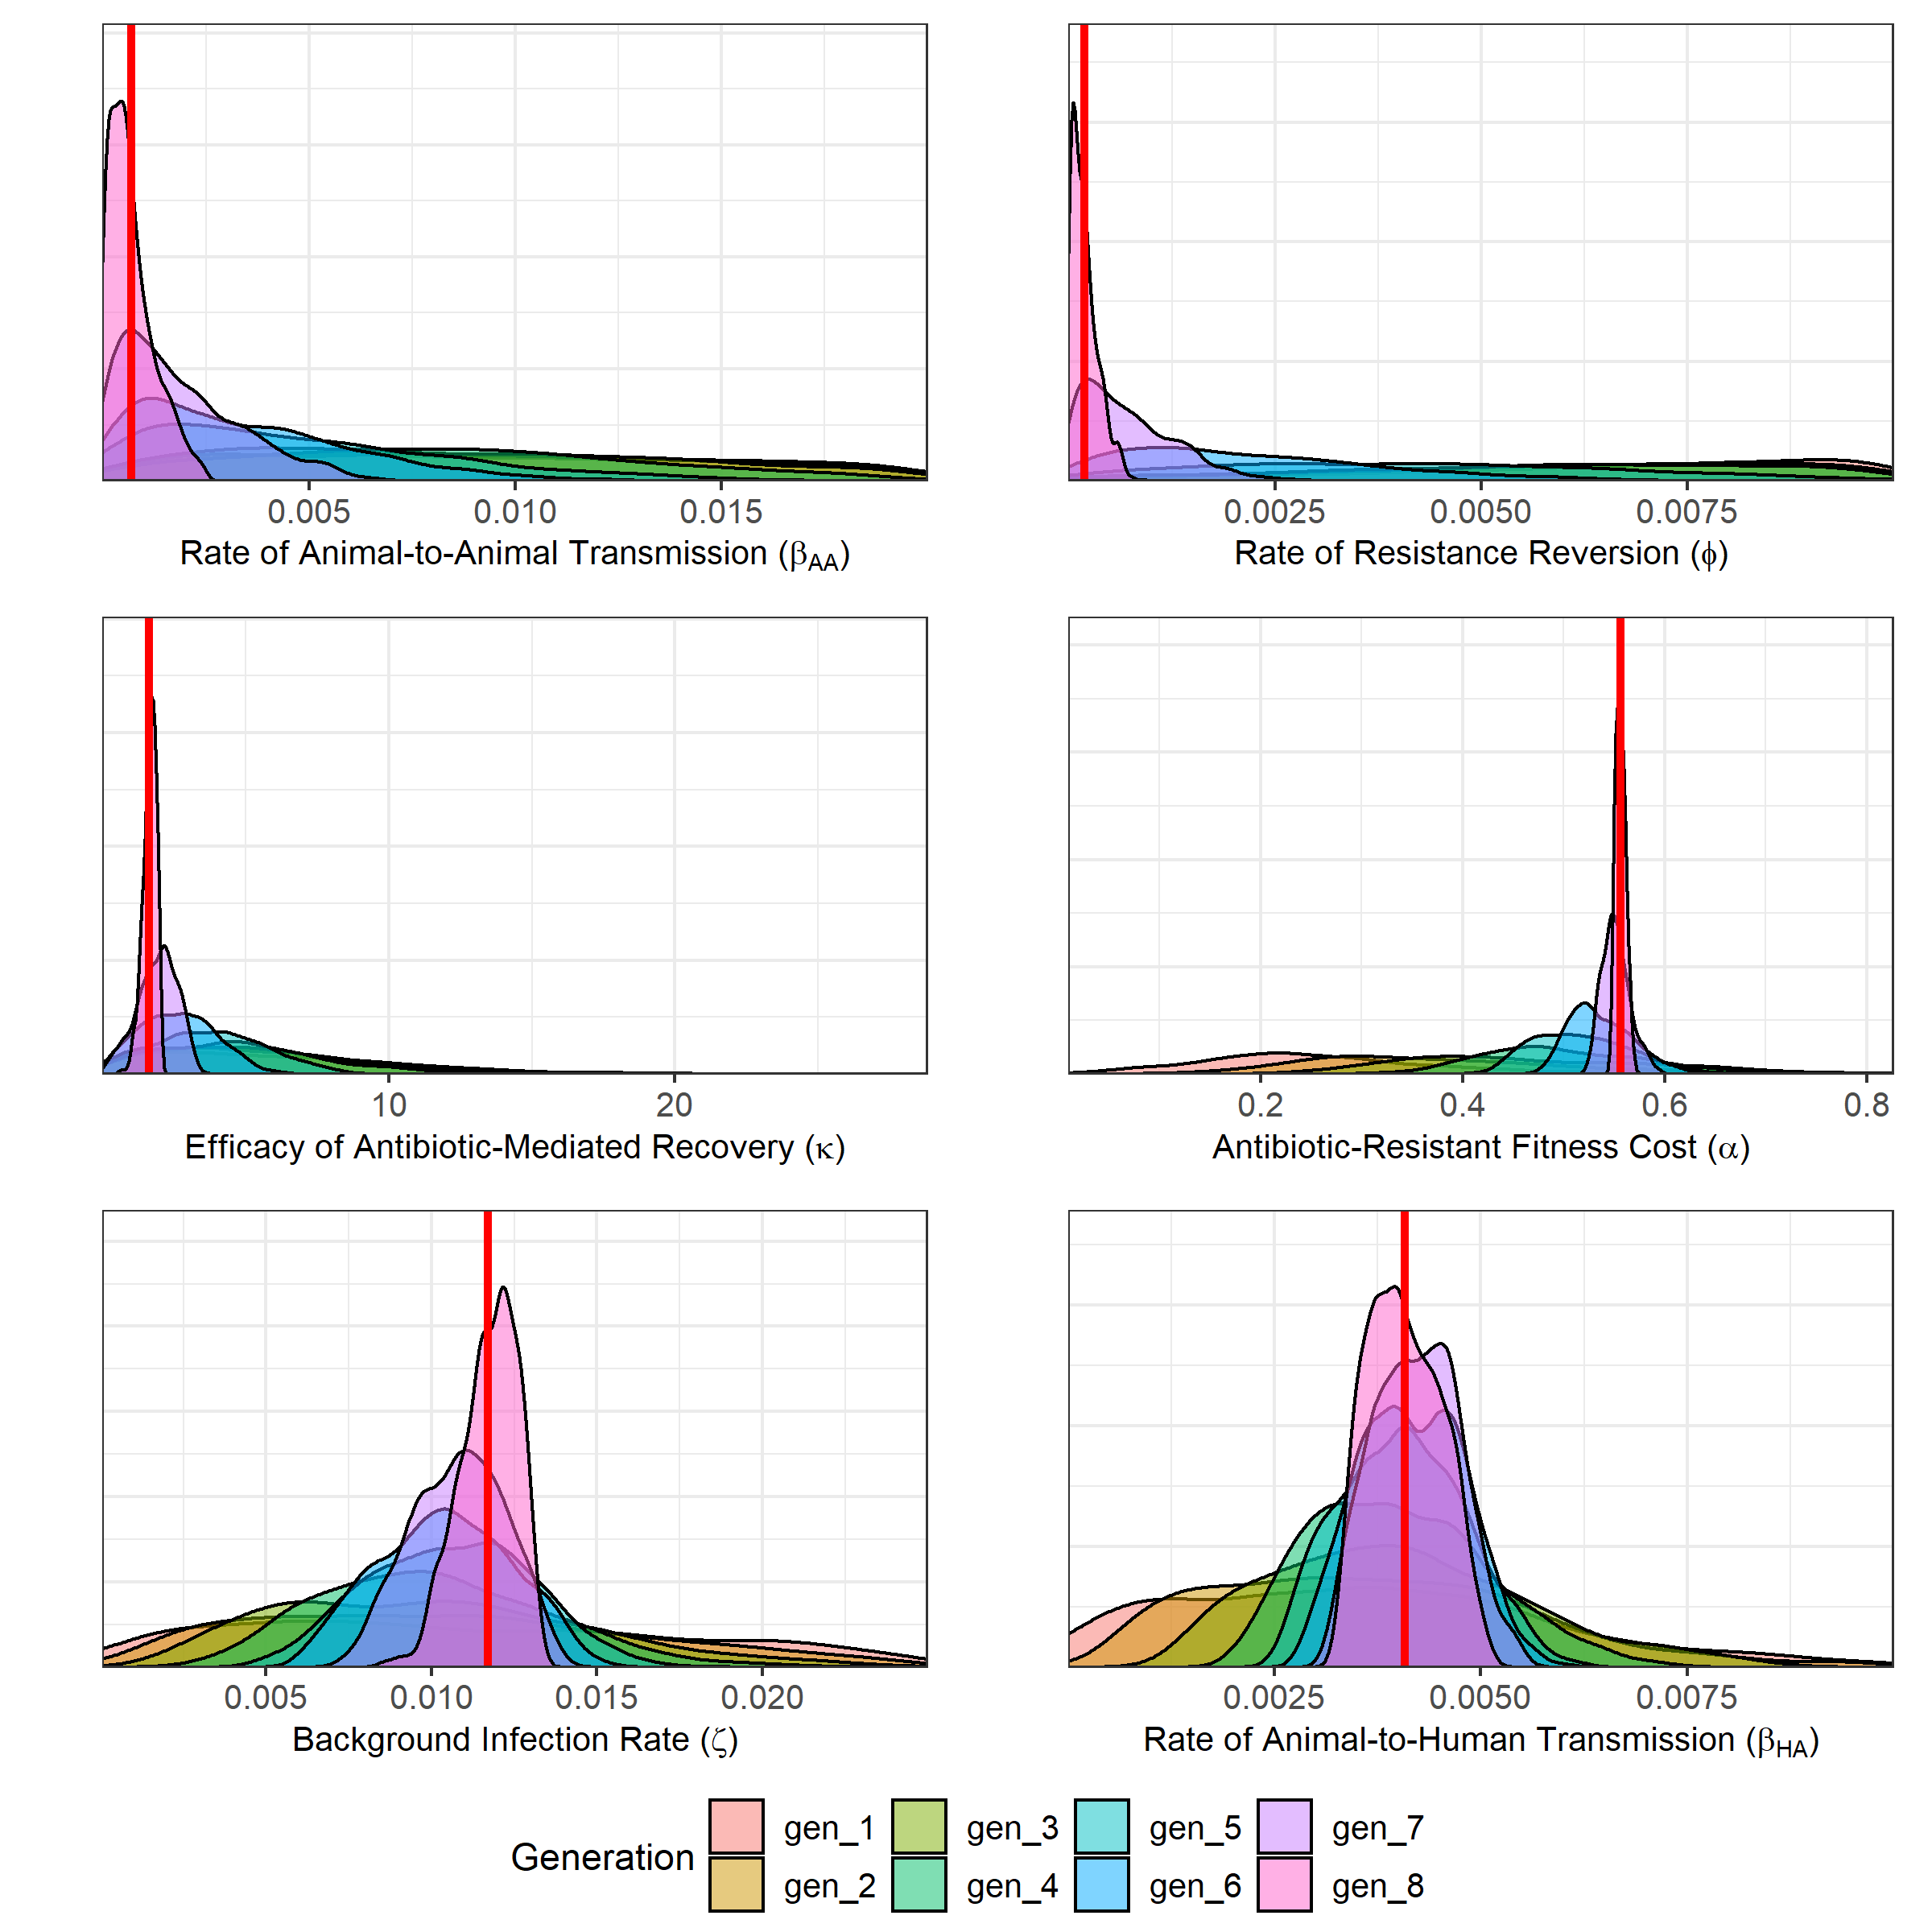 0.005 0.010 0.015
Rate of Animal-to-Animal Transmission (βAA)
0.0025 0.0050 0.0075
Rate of Resistance Reversion (ϕ)
10 20
Efficacy of Antibiotic-Mediated Recovery (κ)
0.2 0.4 0.6 0.8
Antibiotic-Resistant Fitness Cost (α)
0.005 0.010 0.015 0.020
Background Infection Rate (ζ)
0.0025 0.0050 0.0075
Rate of Animal-to-Human Transmission (βHA)
Generation
gen_1 gen_3 gen_5 gen_7
gen_2 gen_4 gen_6 gen_8